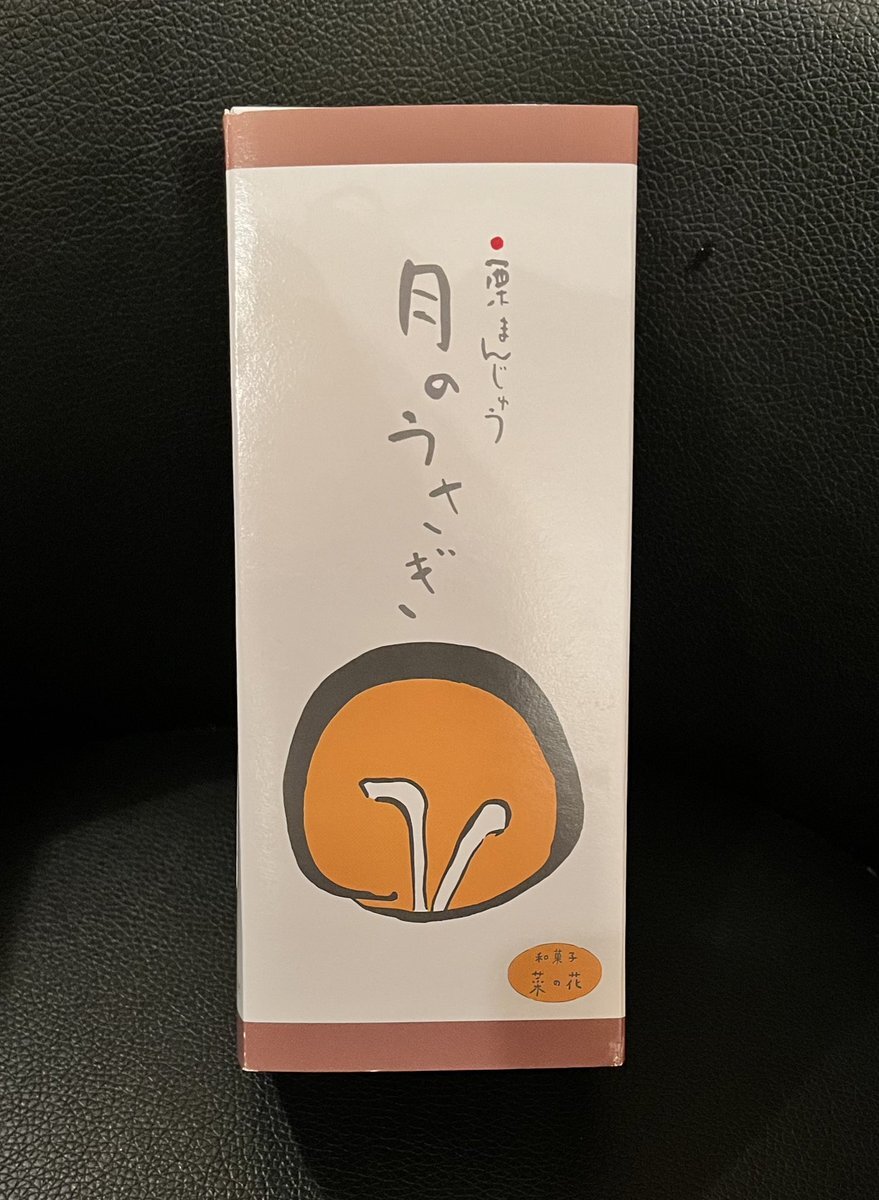 栗まんじゅう
月のうさぎ
和菓子
菜の花